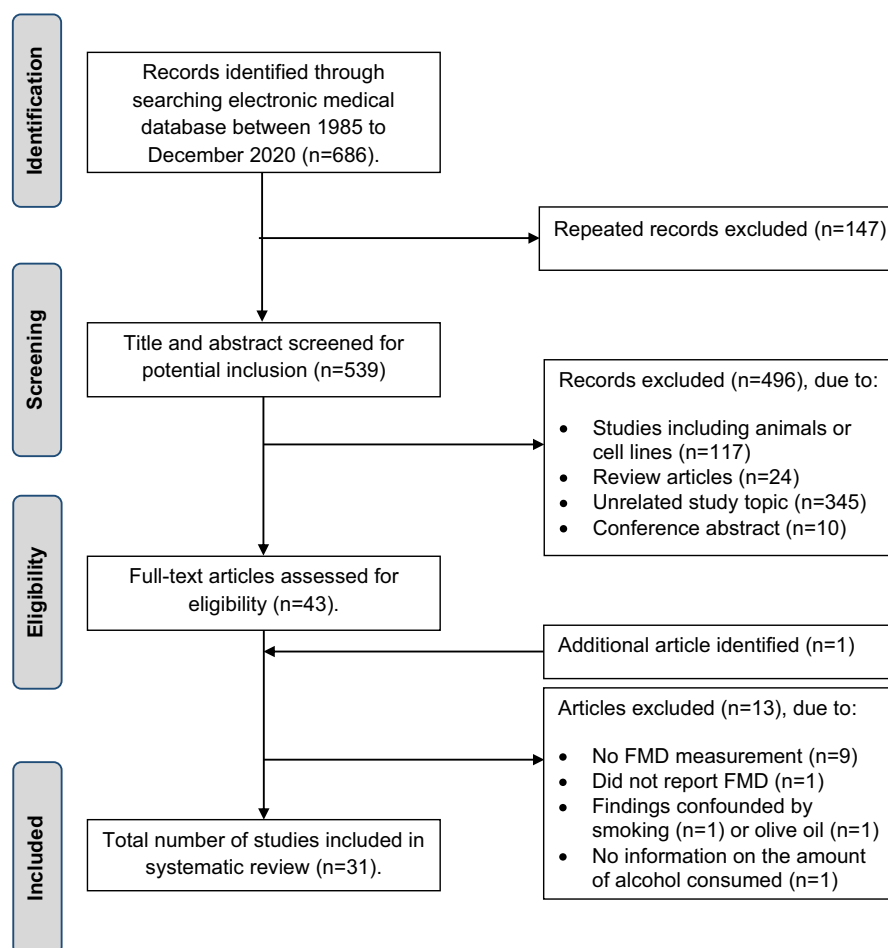 Identification
Records identified through
searching electronic medical
database between 1985 to
December 2020 (n=686).
Repeated records excluded (n=147)
Screening
Title and abstract screened for
potential inclusion (n=539)
Records excluded (n=496), due to:
• Studies including animals or
cell lines (n=117)
• Review articles (n=24)
• Unrelated study topic (n=345)
• Conference abstract (n=10)
Eligibility
Full-text articles assessed for
eligibility (n=43).
Additional article identified (n=1)
Articles excluded (n=13), due to:
• No FMD measurement (n=9)
• Did not report FMD (n=1)
• Findings confounded by
smoking (n=1) or olive oil (n=1)
• No information on the amount
of alcohol consumed (n=1)
Included
Total number of studies included in
systematic review (n=31).